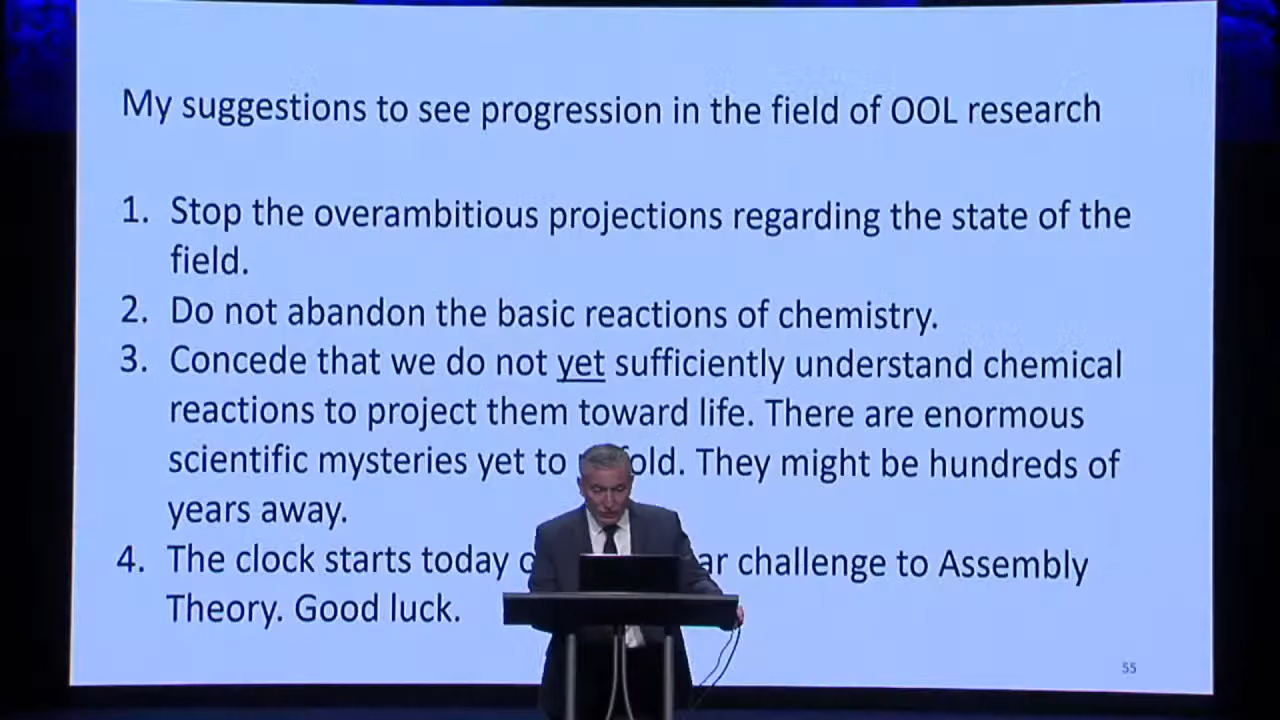 My suggestions to see progression in the field of OOL research
1. Stop the overambitious projections regarding the state of the
field.
2. Do not abandon the basic reactions of chemistry.
3. Concede that we do not yet sufficiently understand chemical
reactions to project them toward life. There are enormous
scientific mysteries yet to They might be hundreds of
years away.
4. The clock starts today challenge to Assembly
Theory. Good luck.
55